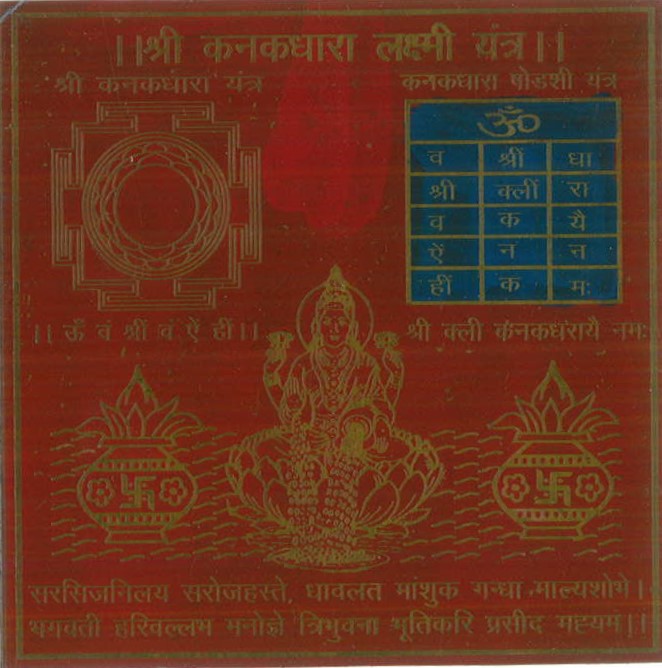 ।।श्री कनकधारा लक्ष्मी यंत्र।।
श्री कनकधारा यंत्र
कनकधारा षोडशी यंत्र
ॐ
व श्रीं धा
श्री क्लीं रा
व क यै
ऐं न न
हीं क मः
।। ऊँ वं श्रीं वं ऐं हीं।।
श्री क्ली कंनकधरायै नमः
सरसिजनिलय सरोजहस्ते, धावलत मांशुक गन्धा माल्यशोभे।
भगवती हरिवल्लभ मनोज्ञे त्रिभुवना भूतिकरि प्रसीद मह्यमं।।